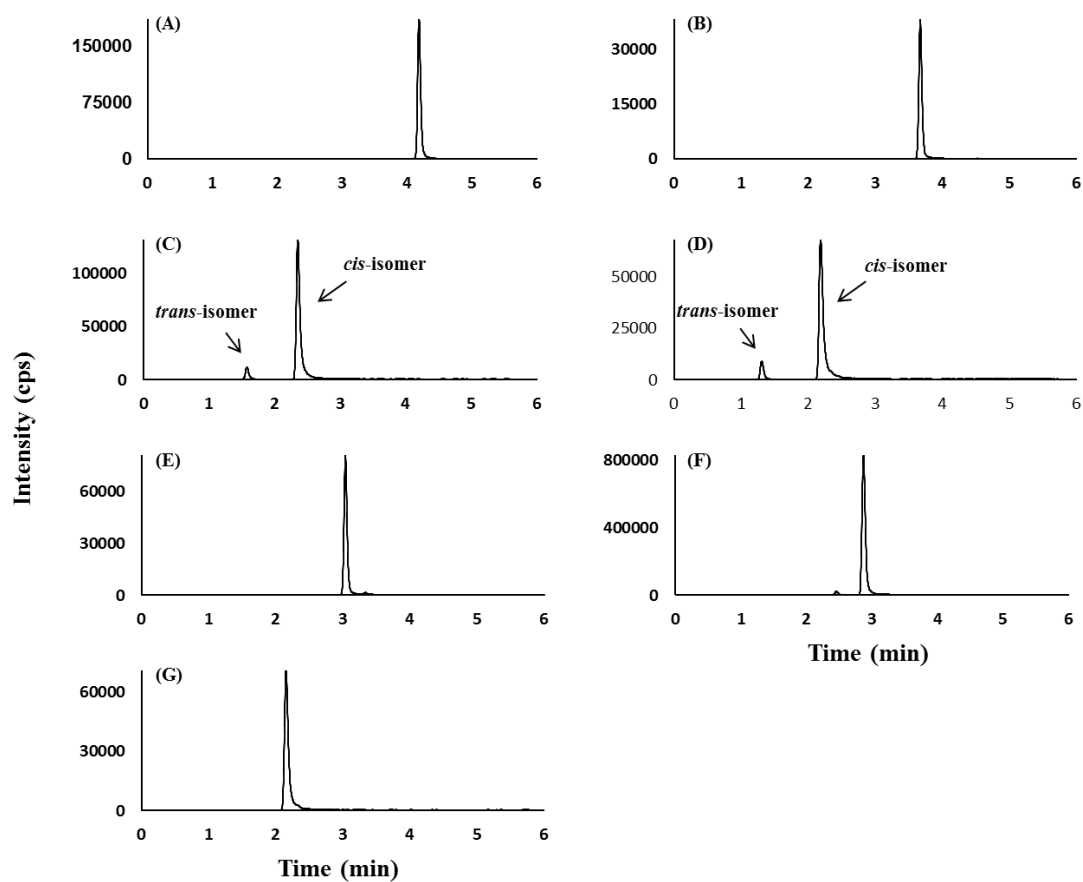 (A)
150000
75000
0
0 1 2 3 4 5 6
(B)
30000
15000
0
0 1 2 3 4 5 6
(C)
100000
50000
0
cis-isomer
trans-isomer
0 1 2 3 4 5 6
(D)
50000
25000
0
cis-isomer
trans-isomer
0 1 2 3 4 5 6
Intensity (cps)
(E)
60000
30000
0
0 1 2 3 4 5 6
(F)
800000
400000
0
0 1 2 3 4 5 6
Time (min)
(G)
60000
30000
0
0 1 2 3 4 5 6
Time (min)